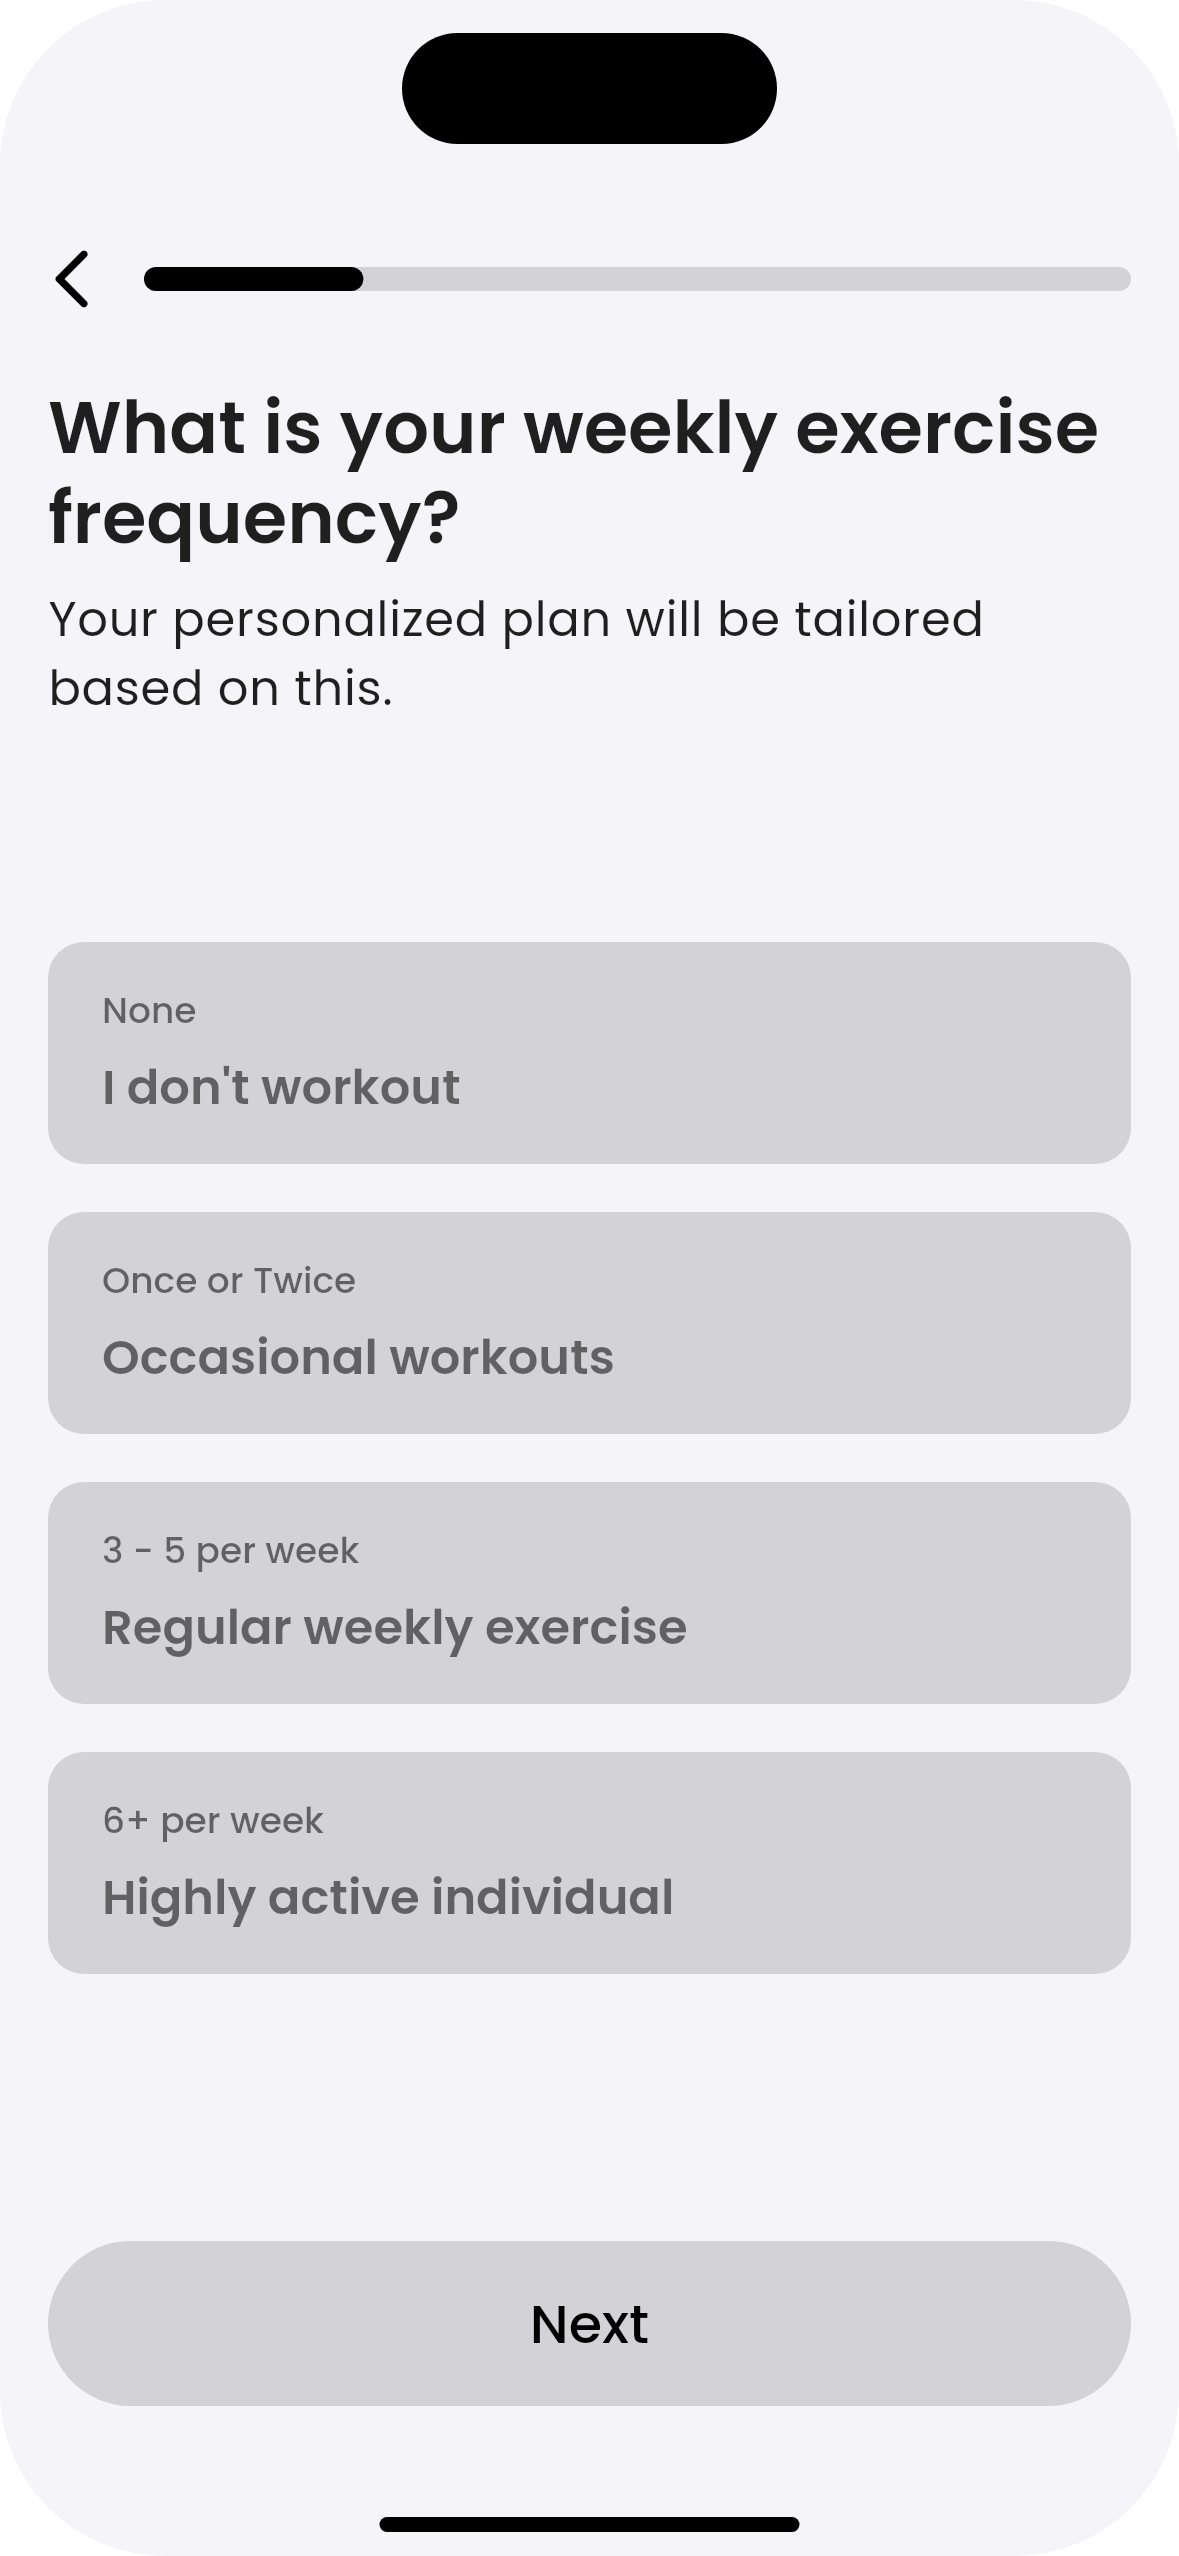 What is your weekly exercise
frequency?
Your personalized plan will be tailored
based on this.
None
I don't workout
Once or Twice
Occasional workouts
3 - 5 per week
Regular weekly exercise
6+ per week
Highly active individual
Next